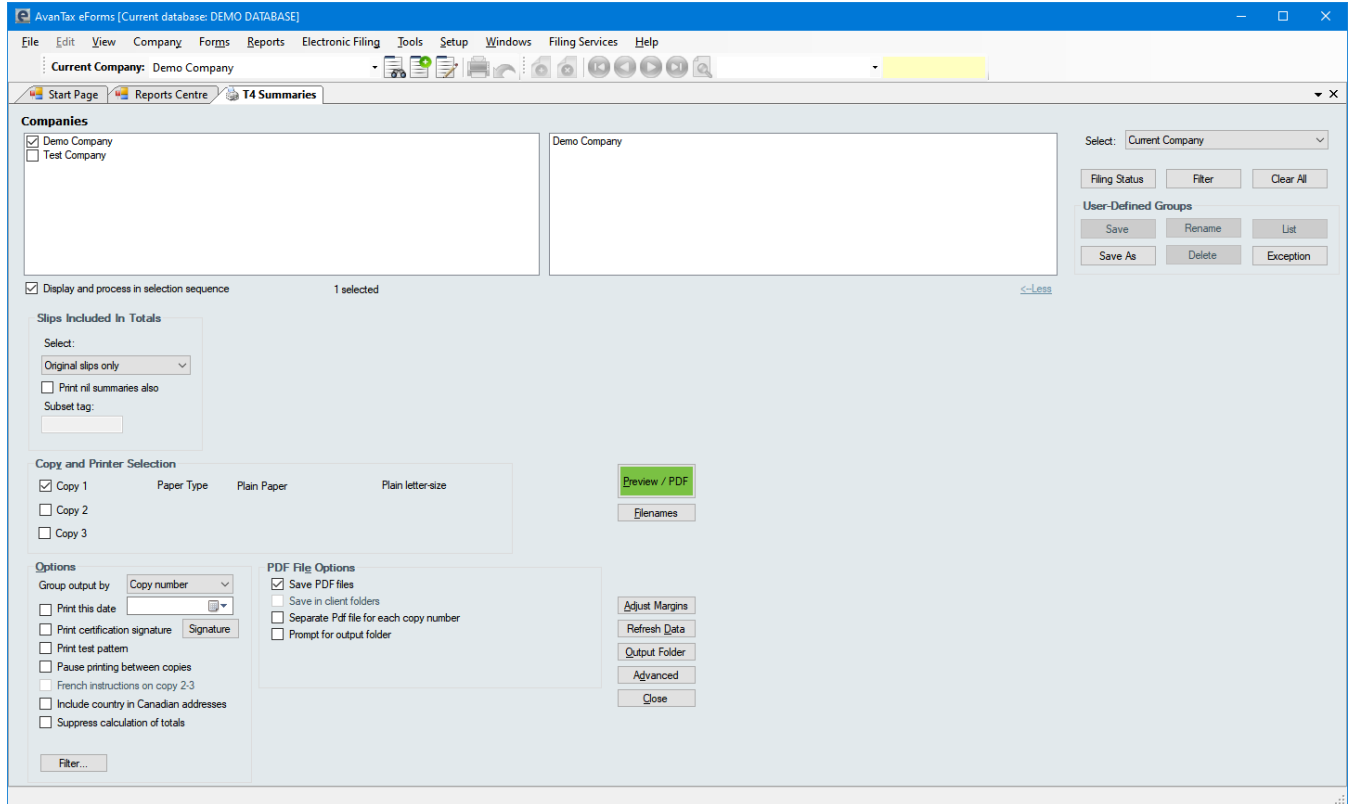 AvanTax eForms [Current database: DEMO DATABASE]
File Edit View Company Forms Reports Electronic Filing Tools Setup Windows Filing Services Help
Current Company: Demo Company
Start Page Reports Centre T4 Summaries
Companies
Demo Company
Test Company
Demo Company
Select: Current Company
Filing Status Filter Clear All
User-Defined Groups
Save Rename List
Save As Delete Exception
Display and process in selection sequence 1 selected <--Less
Slips Included In Totals
Select:
Original slips only
Print nil summaries also
Subset tag:
Copy and Printer Selection
Copy 1 Paper Type Plain Paper Plain letter-size
Copy 2
Copy 3
Preview / PDF
Filenames
Options
Group output by Copy number
Print this date
Print certification signature Signature
Print test pattern
Pause printing between copies
French instructions on copy 2-3
Include country in Canadian addresses
Suppress calculation of totals
Filter...
PDF File Options
Save PDF files
Save in client folders
Separate Pdf file for each copy number
Prompt for output folder
Adjust Margins
Refresh Data
Output Folder
Advanced
Close